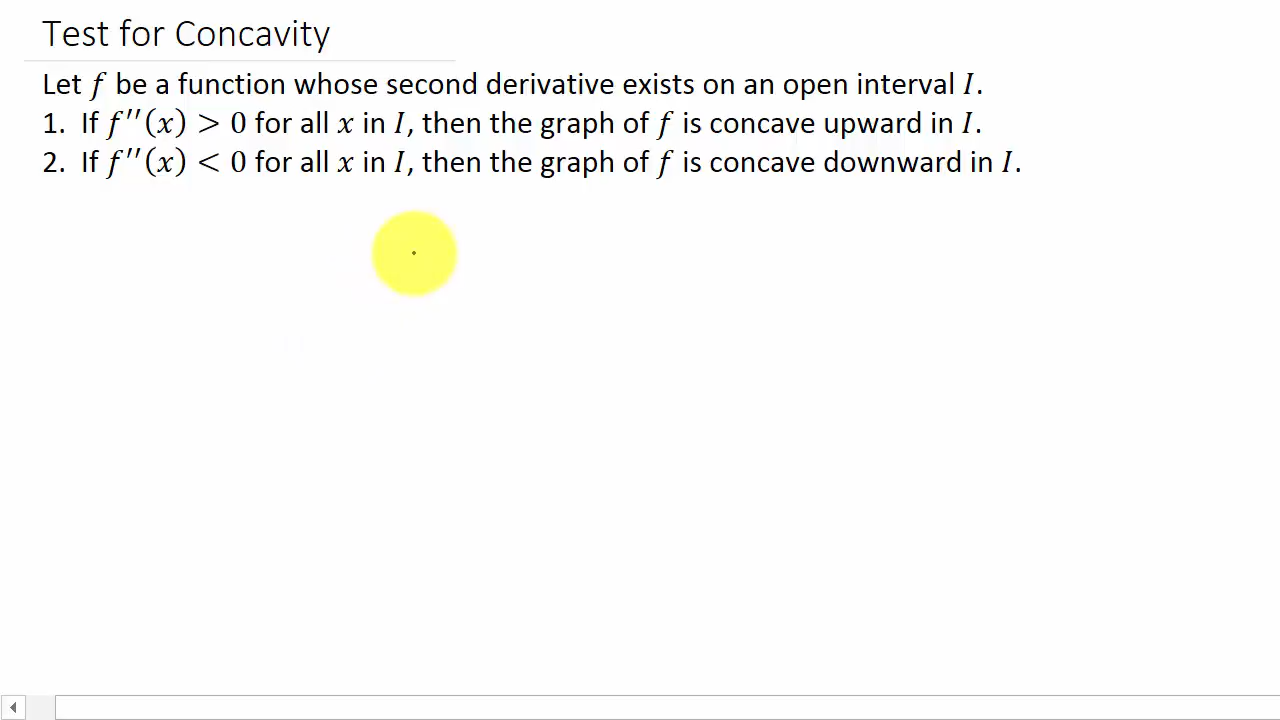 Test for Concavity
Let f be a function whose second derivative exists on an open interval I.
1. If f′′(x) > 0 for all x in I, then the graph of f is concave upward in I.
2. If f′′(x) < 0 for all x in I, then the graph of f is concave downward in I.